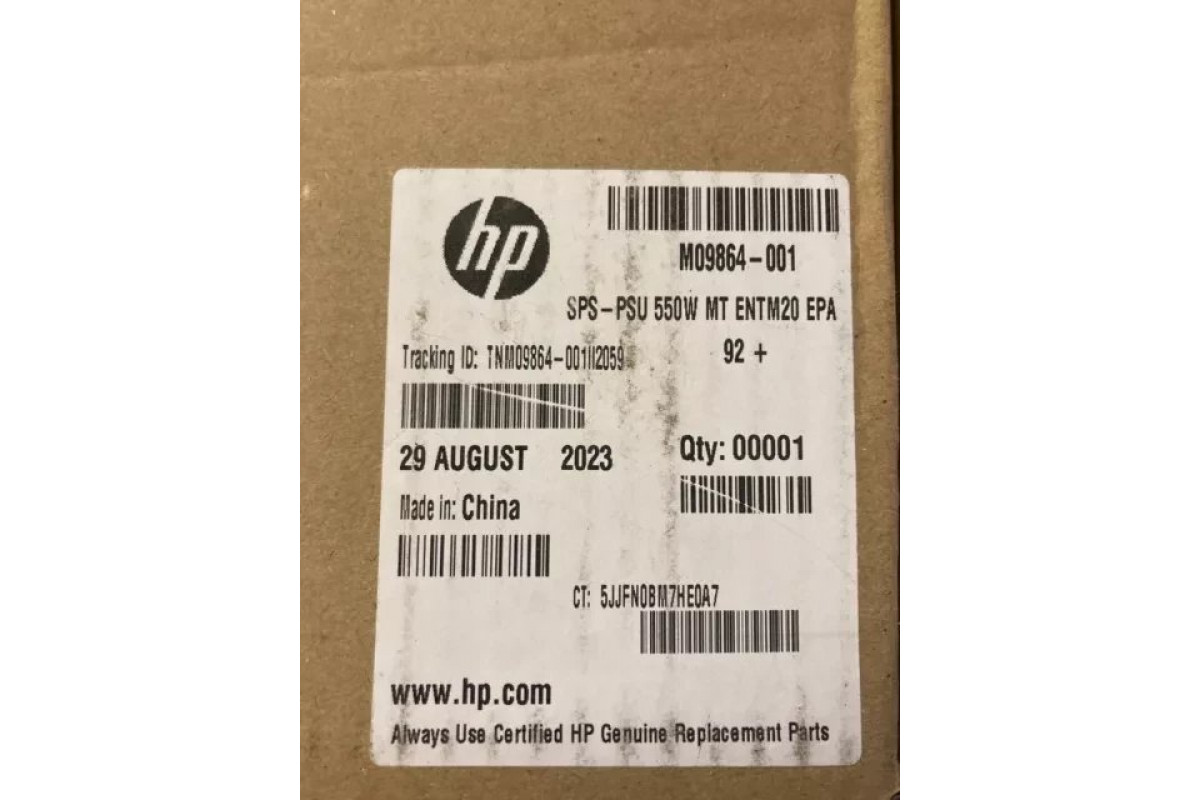 hp
M09864-001
SPS-PSU 550W MT ENTM20 EPA
92 +
Tracking ID: TNM09864-001II2059
29 AUGUST 2023
Qty: 00001
Made in: China
CT: 5JJFN0BM7HE0A7
www.hp.com
Always Use Certified HP Genuine Replacement Parts